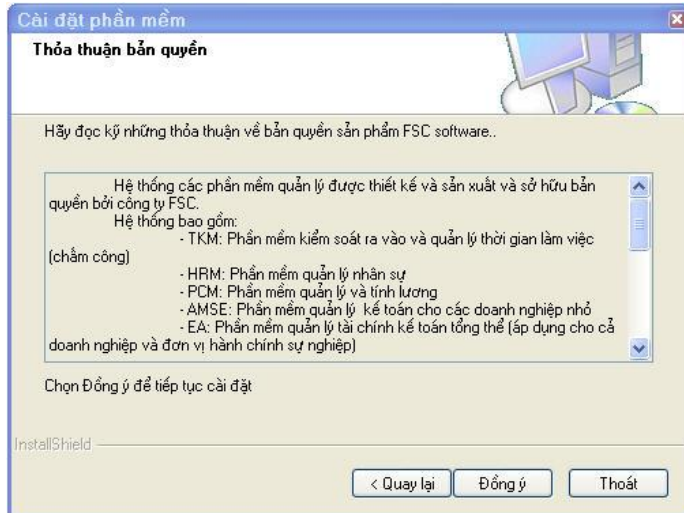 Cài đặt phần mềm
Thỏa thuận bản quyền
Hãy đọc kỹ những thỏa thuận về bản quyền sản phẩm FSC software..
Hệ thống các phần mềm quản lý được thiết kế và sản xuất và sở hữu bản
quyền bởi công ty FSC.
Hệ thống bao gồm:
- TKM: Phần mềm kiểm soát ra vào và quản lý thời gian làm việc
(chấm công)
- HRM: Phần mềm quản lý nhân sự
- PCM: Phần mềm quản lý và tính lương
- AMSE: Phần mềm quản lý kế toán cho các doanh nghiệp nhỏ
- EA: Phần mềm quản lý tài chính kế toán tổng thể (áp dụng cho cả
doanh nghiệp và đơn vị hành chính sự nghiệp)
Chọn Đồng ý để tiếp tục cài đặt
InstallShield
< Quay lại Đồng ý Thoát